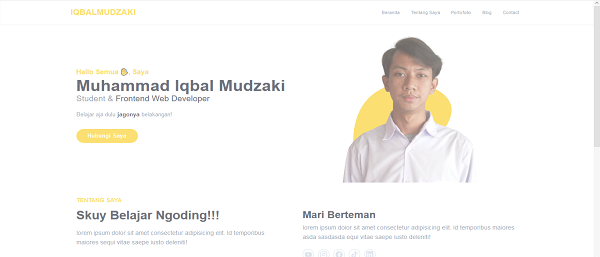 IQBALMUDZAKI
Beranda Tentang Saya Portofolio Blog Contact
Hallo Semua 👋, Saya
Muhammad Iqbal Mudzaki
Student & Frontend Web Developer
Belajar aja dulu jagonya belakangan!
Hubungi Saya
TENTANG SAYA
Skuy Belajar Ngoding!!!
lorem ipsum dolor sit amet consectetur adipisicing elit. Id temporibus
maiores sequi vitae saepe iusto deleniti!
Mari Berteman
lorem ipsum dolor sit amet consectetur adipisicing elit. Id temporibus maiores
asda sasdasda equi vitae saepe iusto deleniti!